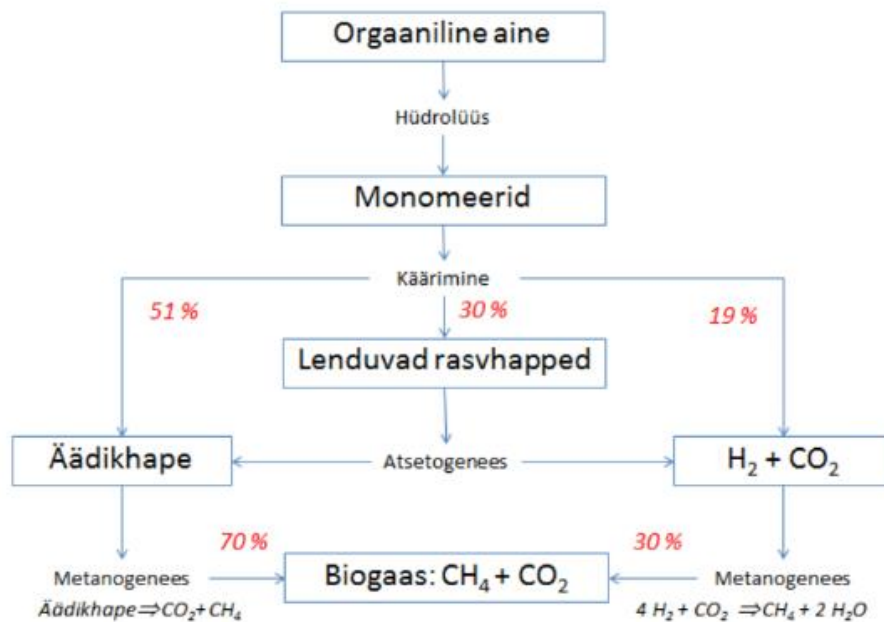 Orgaaniline aine
Hüdrolüüs
Monomeerid
Käärimine
51 %
30 %
19 %
Lenduvad rasvhapped
Äädikhape
Atsetogenees
H₂ + CO₂
70 %
30 %
Metanogenees
Biogaas: CH₄ + CO₂
Metanogenees
Äädikhape⇒CO₂+CH₄
4 H₂ + CO₂ ⇒CH₄ + 2 H₂O